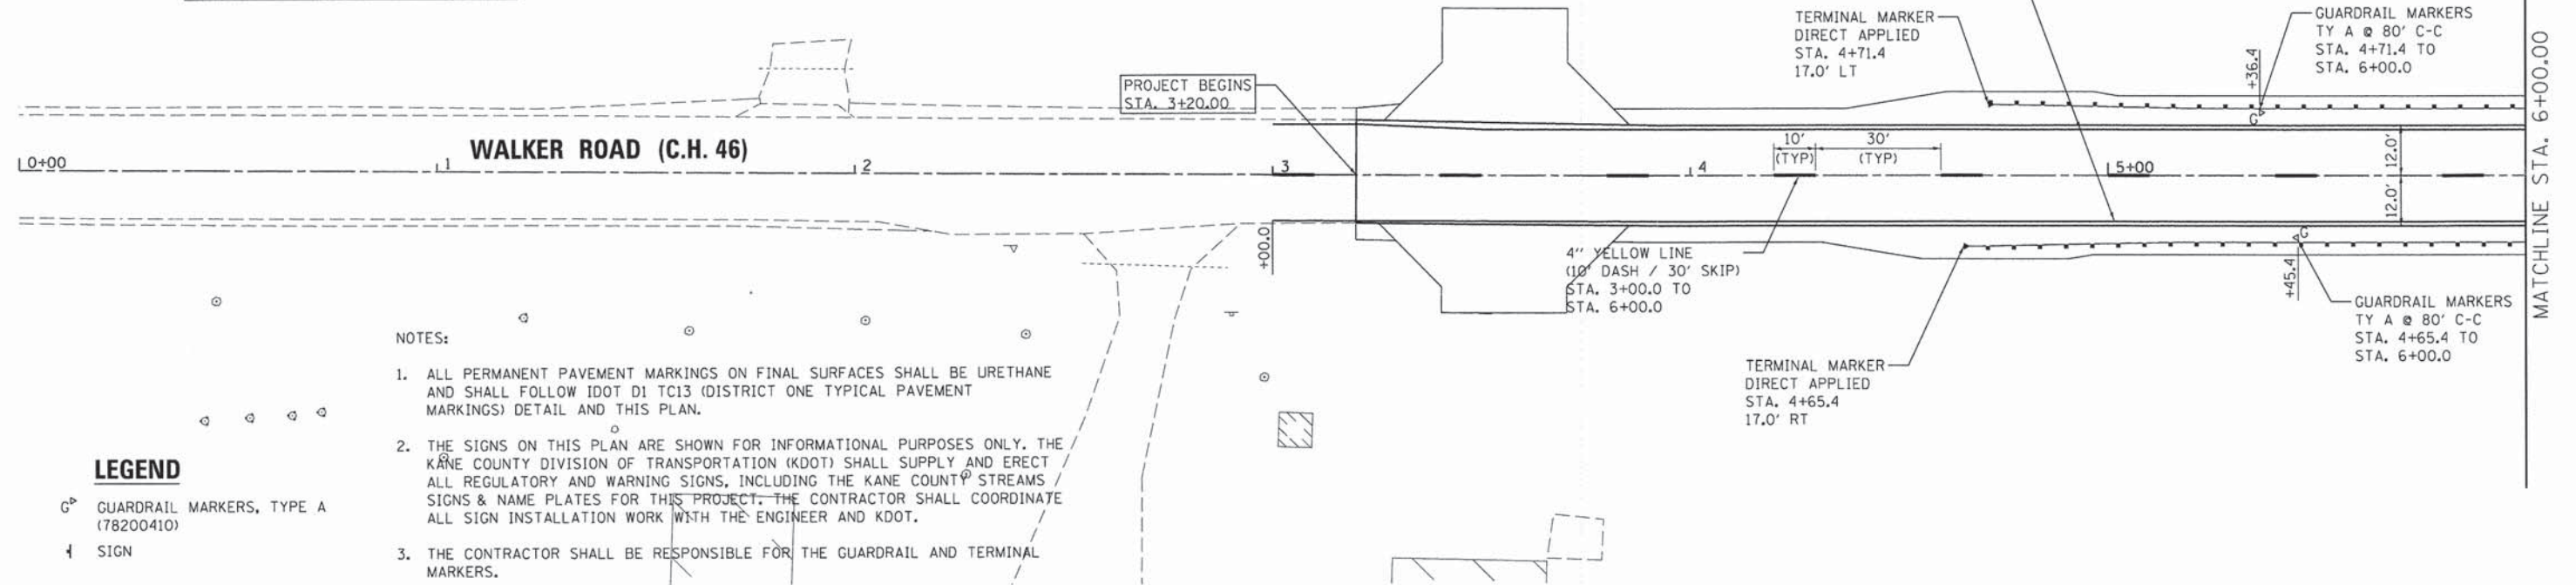 TERMINAL MARKER
DIRECT APPLIED
STA. 4+71.4
17.0' LT
GUARDRAIL MARKERS
TY A @ 80' C-C
STA. 4+71.4 TO
STA. 6+00.0
+36.4
MATCHLINE STA. 6+00.00
PROJECT BEGINS
STA. 3+20.00
G
WALKER ROAD (C.H. 46)
0+00
1
2
3
4
5+00
10'
(TYP)
30'
(TYP)
12.0'
12.0'
+00.0
4" YELLOW LINE
(10' DASH / 30' SKIP)
STA. 3+00.0 TO
STA. 6+00.0
G
+45.4
GUARDRAIL MARKERS
TY A @ 80' C-C
STA. 4+65.4 TO
STA. 6+00.0
TERMINAL MARKER
DIRECT APPLIED
STA. 4+65.4
17.0' RT
NOTES:
1. ALL PERMANENT PAVEMENT MARKINGS ON FINAL SURFACES SHALL BE URETHANE
AND SHALL FOLLOW IDOT D1 TC13 (DISTRICT ONE TYPICAL PAVEMENT
MARKINGS) DETAIL AND THIS PLAN.
2. THE SIGNS ON THIS PLAN ARE SHOWN FOR INFORMATIONAL PURPOSES ONLY. THE
KANE COUNTY DIVISION OF TRANSPORTATION (KDOT) SHALL SUPPLY AND ERECT
ALL REGULATORY AND WARNING SIGNS, INCLUDING THE KANE COUNTY STREAMS
SIGNS & NAME PLATES FOR THIS PROJECT. THE CONTRACTOR SHALL COORDINATE
ALL SIGN INSTALLATION WORK WITH THE ENGINEER AND KDOT.
3. THE CONTRACTOR SHALL BE RESPONSIBLE FOR THE GUARDRAIL AND TERMINAL
MARKERS.
LEGEND
G GUARDRAIL MARKERS, TYPE A
(78200410)
SIGN